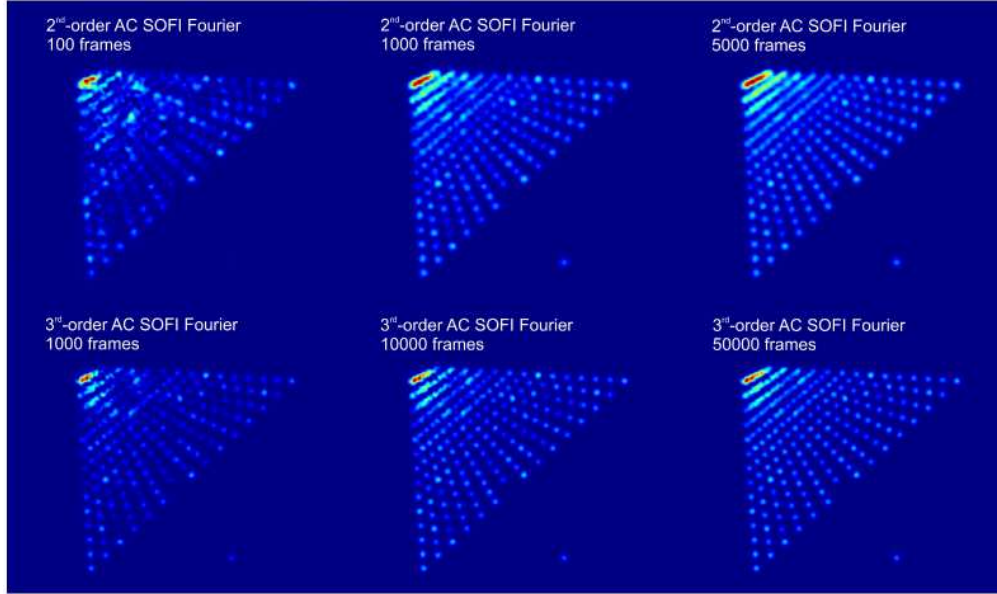 2nd-order AC SOFI Fourier
100 frames
2nd-order AC SOFI Fourier
1000 frames
2nd-order AC SOFI Fourier
5000 frames
3rd-order AC SOFI Fourier
1000 frames
3rd-order AC SOFI Fourier
10000 frames
3rd-order AC SOFI Fourier
50000 frames